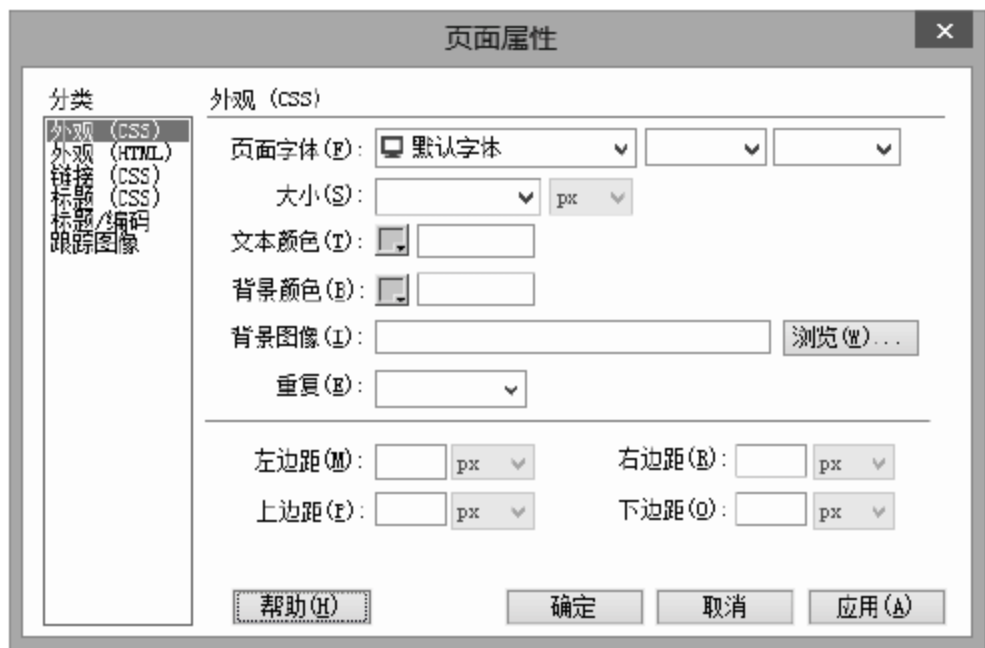 页面属性
分类
外观 (CSS)
外观 (HTML)
链接 (CSS)
标题 (CSS)
标题/编码
跟踪图像
外观 (CSS)
页面字体(F): 默认字体
大小(S): px
文本颜色(T):
背景颜色(B):
背景图像(I): 浏览(W)...
重复(E):
左边距(M): px 右边距(R): px
上边距(P): px 下边距(O): px
帮助(H) 确定 取消 应用(A)